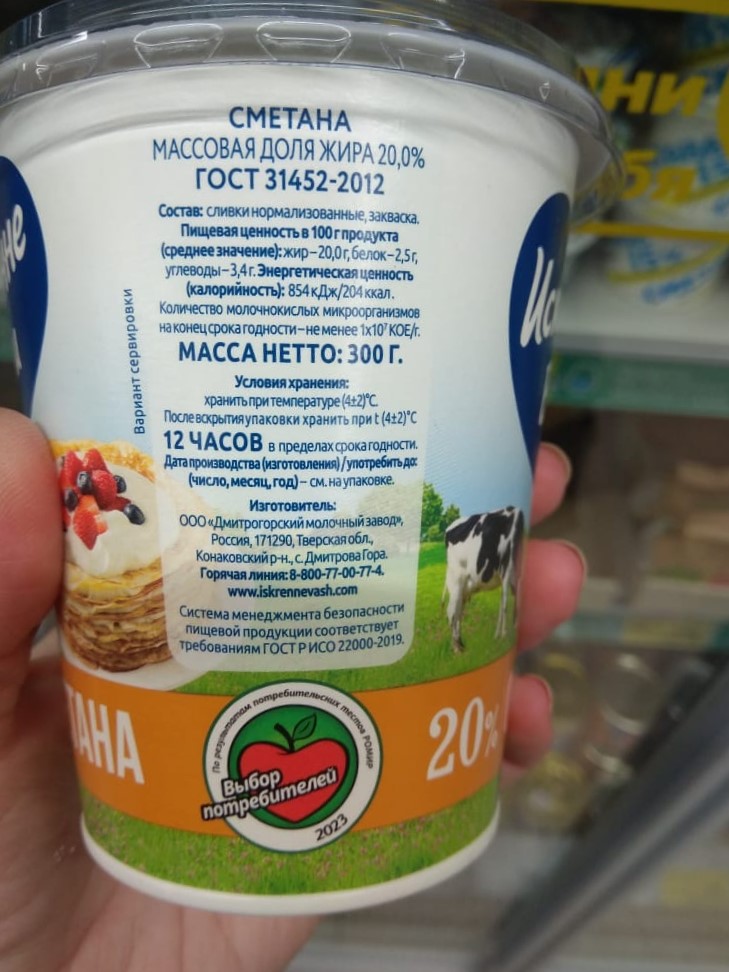 СМЕТАНА
МАССОВАЯ ДОЛЯ ЖИРА 20,0%
ГОСТ 31452-2012
Состав: сливки нормализованные, закваска.
Пищевая ценность в 100 г продукта
(среднее значение): жир – 20,0 г, белок – 2,5 г,
углеводы – 3,4 г. Энергетическая ценность
(калорийность): 854 кДж/204 ккал.
Количество молочнокислых микроорганизмов
на конец срока годности – не менее 1х10⁷ КОЕ/г.
МАССА НЕТТО: 300 Г.
Условия хранения:
хранить при температуре (4±2)°С.
После вскрытия упаковки хранить при t (4±2)°С
12 ЧАСОВ в пределах срока годности.
Дата производства (изготовления) / употребить до:
(число, месяц, год) – см. на упаковке.
Изготовитель:
ООО «Дмитрогорский молочный завод»,
Россия, 171290, Тверская обл.,
Конаковский р-н., с. Дмитрова Гора.
Горячая линия: 8-800-77-00-77-4.
www.iskrennevash.com
Система менеджмента безопасности
пищевой продукции соответствует
требованиям ГОСТ Р ИСО 22000-2019.
Вариант сервировки
По результатам потребительских тестов РОМИР
Выбор
потребителей
2023
ТАНА
20%
Ис
не